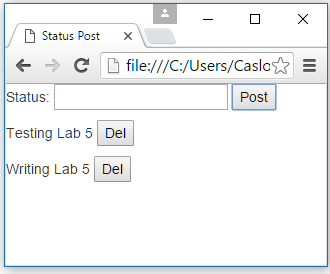 Status Post
file:///C:/Users/Caslo
Status: Post
Testing Lab 5 Del
Writing Lab 5 Del